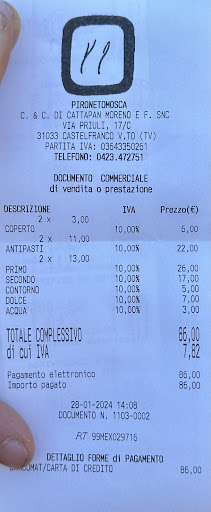 PIRONETOMOSCA
C. & C. DI CATTAPAN MORENO E F. SNC
VIA PRIULI, 17/C
31033 CASTELFRANCO V.TO (TV)
PARTITA IVA: 03643350261
TELEFONO: 0423.472751
DOCUMENTO COMMERCIALE
di vendita o prestazione
DESCRIZIONE IVA Prezzo(€)
2 x 3,00
COPERTO 10,00% 6,00
2 x 11,00
ANTIPASTI 10,00% 22,00
2 x 13,00
PRIMO 10,00% 26,00
SECONDO 10,00% 17,00
CONTORNO 10,00% 5,00
DOLCE 10,00% 7,00
ACQUA 10,00% 3,00
TOTALE COMPLESSIVO 86,00
di cui IVA 7,82
Pagamento elettronico 86,00
Importo pagato 86,00
28-01-2024 14:08
DOCUMENTO N. 1103-0002
RT 99MEX029716
DETTAGLIO FORME di PAGAMENTO
BANCOMAT/CARTA DI CREDITO 86,00